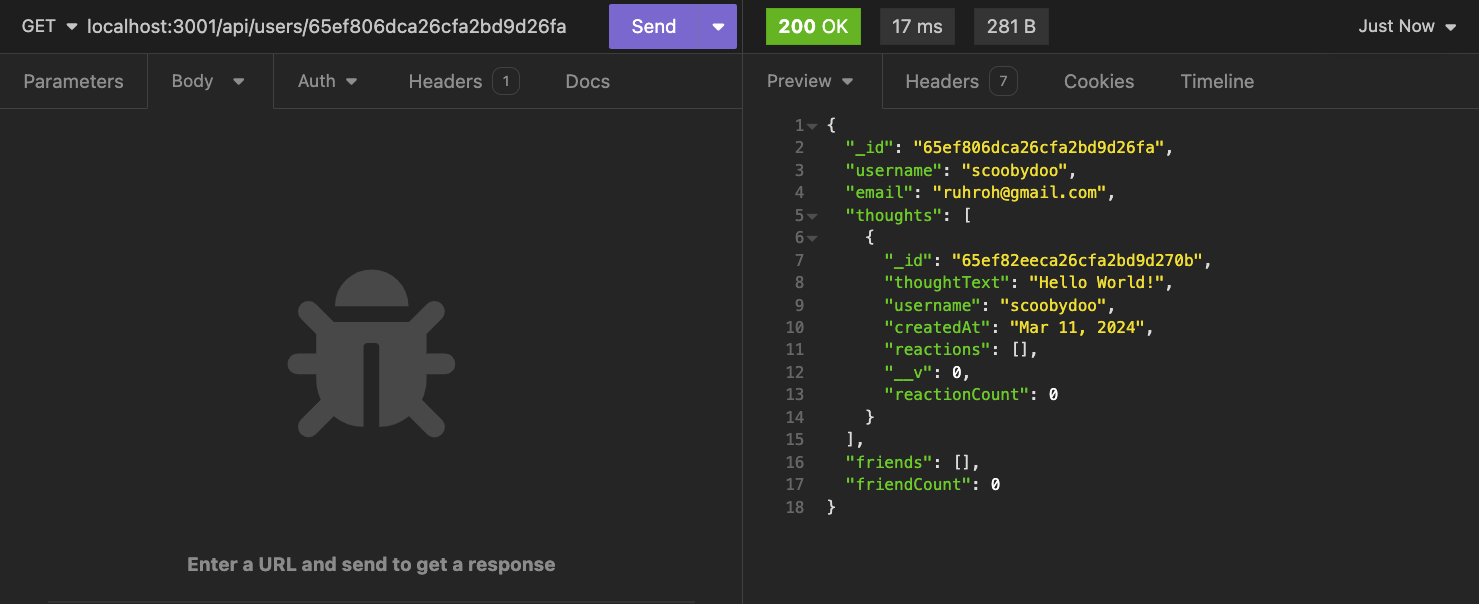 GET localhost:3001/api/users/65ef806dca26cfa2bd9d26fa Send 200 OK 17 ms 281 B Just Now
Parameters Body Auth Headers 1 Docs Preview Headers 7 Cookies Timeline
1 {
2 "_id": "65ef806dca26cfa2bd9d26fa",
3 "username": "scoobydoo",
4 "email": "ruhroh@gmail.com",
5 "thoughts": [
6 {
7 "_id": "65ef82eeca26cfa2bd9d270b",
8 "thoughtText": "Hello World!",
9 "username": "scoobydoo",
10 "createdAt": "Mar 11, 2024",
11 "reactions": [],
12 "__v": 0,
13 "reactionCount": 0
14 }
15 ],
16 "friends": [],
17 "friendCount": 0
18 }
Enter a URL and send to get a response